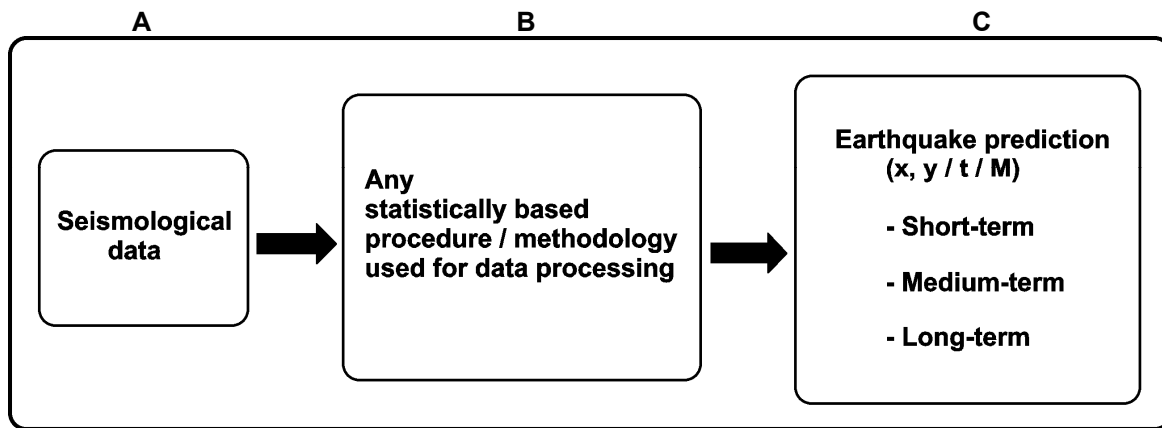 A
B
C
Seismological
data
Any
statistically based
procedure / methodology
used for data processing
Earthquake prediction
(x, y / t / M)
- Short-term
- Medium-term
- Long-term